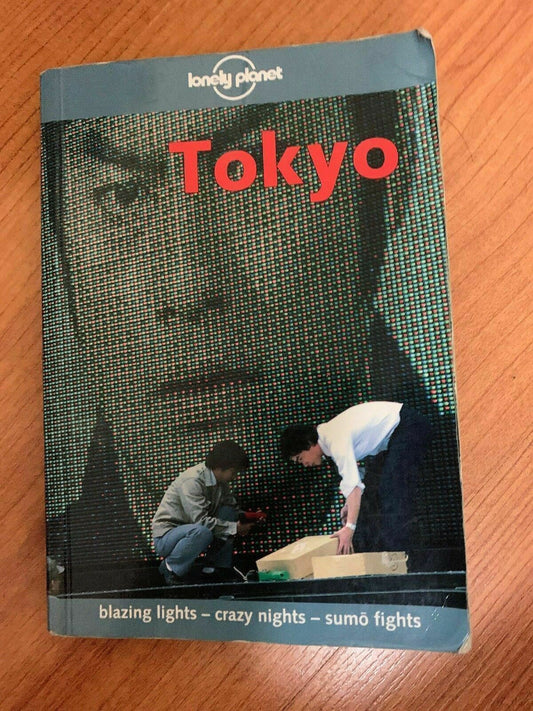 lonely planet
Tokyo
blazing lights – crazy nights – sumō fights